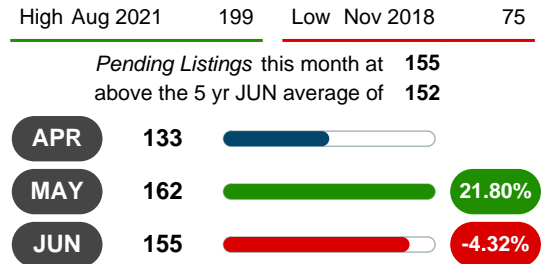 High Aug 2021 199 Low Nov 2018 75
Pending Listings this month at 155
above the 5 yr JUN average of 152
APR 133
MAY 162 21.80%
JUN 155 -4.32%